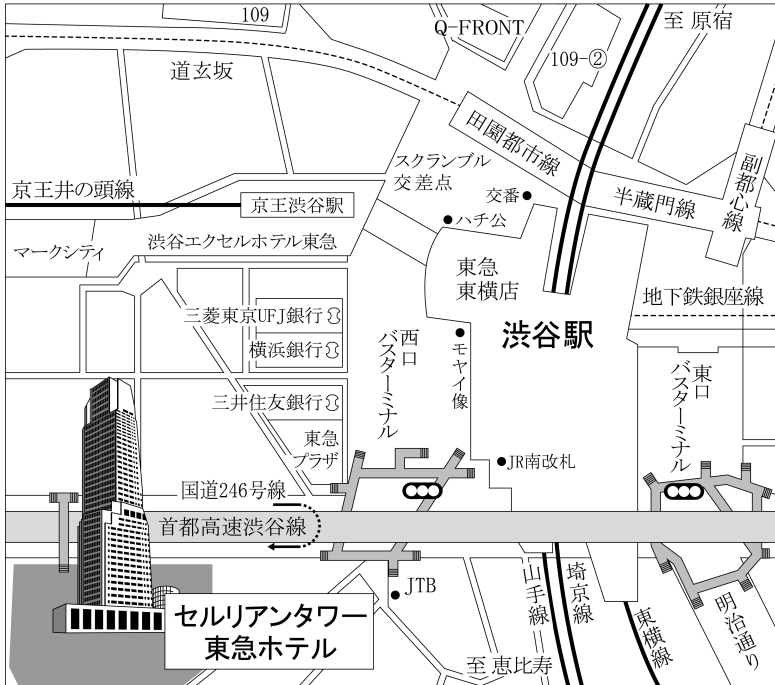 109
Q-FRONT
至 原宿
109-②
道玄坂
田園都市線
スクランブル
交差点
副都心線
京王井の頭線
京王渋谷駅
交番
ハチ公
半蔵門線
マークシティ
渋谷エクセルホテル東急
東急
東横店
地下鉄銀座線
三菱東京UFJ銀行
横浜銀行
西口
バスターミナル
モヤイ像
渋谷駅
東口
バスターミナル
三井住友銀行
東急
プラザ
JR南改札
国道246号線
首都高速渋谷線
JTB
山手線
埼京線
東横線
明治通り
セルリアンタワー
東急ホテル
至 恵比寿